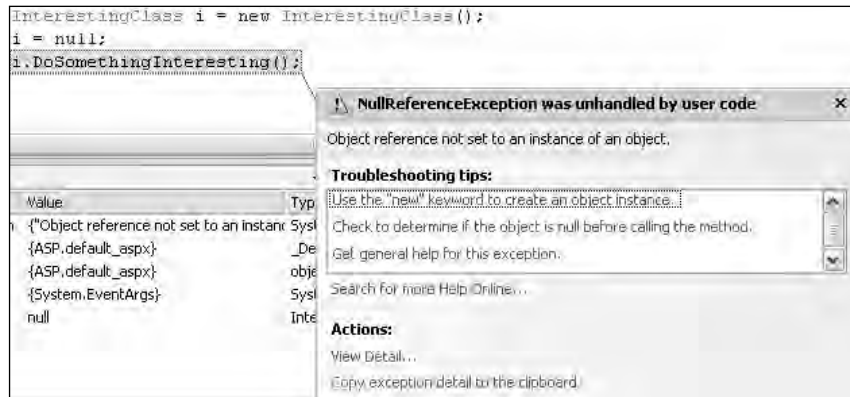 InterestingClass i = new InterestingClass();
i = null;
i.DoSomethingInteresting();
NullReferenceException was unhandled by user code
Object reference not set to an instance of an object.
Troubleshooting tips:
Use the "new" keyword to create an object instance.
Check to determine if the object is null before calling the method.
Get general help for this exception.
Search for more Help Online...
Actions:
View Detail...
Copy exception detail to the clipboard
Value Typ
{"Object reference not set to an instanc Syst
{ASP.default_aspx} _De
{ASP.default_aspx} obje
{System.EventArgs} Syst
null Inte